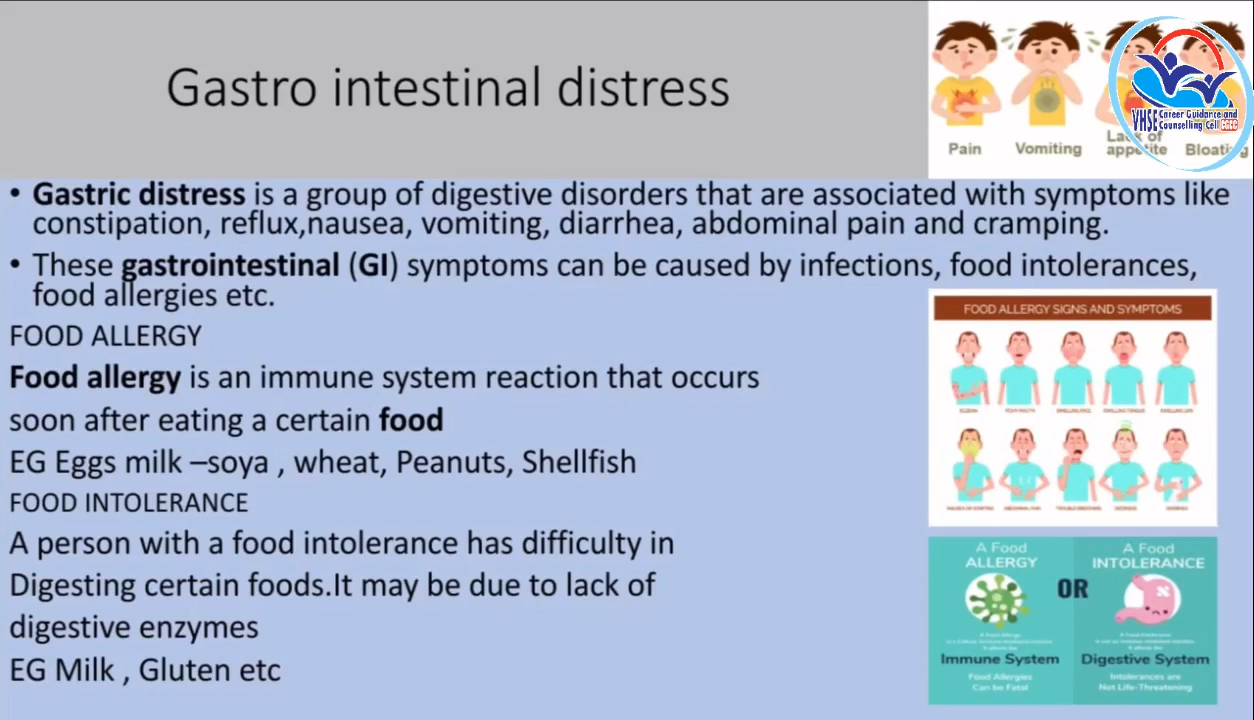 Gastro intestinal distress
Pain
Vomiting
Lack of
appetite
Bloating
VHSE Career Guidance and
Counselling Cell CGCC
• Gastric distress is a group of digestive disorders that are associated with symptoms like
constipation, reflux,nausea, vomiting, diarrhea, abdominal pain and cramping.
• These gastrointestinal (GI) symptoms can be caused by infections, food intolerances,
food allergies etc.
FOOD ALLERGY
Food allergy is an immune system reaction that occurs
soon after eating a certain food
EG Eggs milk –soya , wheat, Peanuts, Shellfish
FOOD INTOLERANCE
A person with a food intolerance has difficulty in
Digesting certain foods.It may be due to lack of
digestive enzymes
EG Milk , Gluten etc
FOOD ALLERGY SIGNS AND SYMPTOMS
A Food
ALLERGY
OR
A Food
INTOLERANCE
Immune System
Food Allergies
Can be Fatal
Digestive System
Intolerances are
Not Life-Threatening